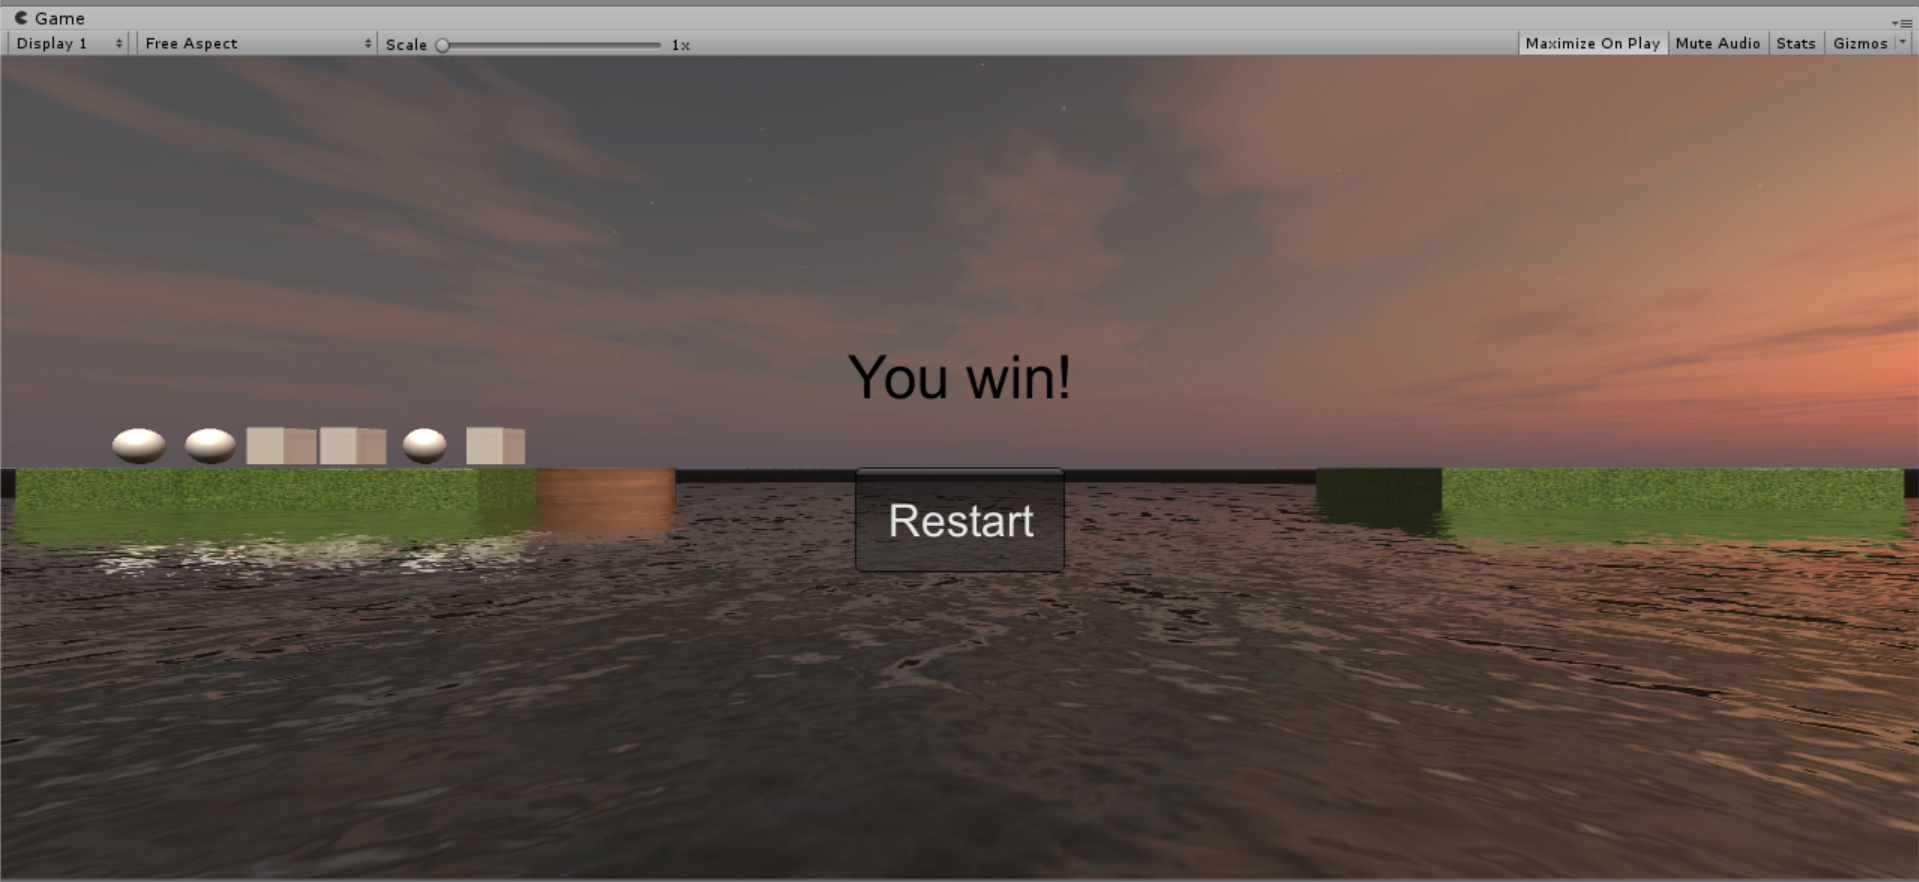 Game
Display 1 Free Aspect Scale 1x Maximize On Play Mute Audio Stats Gizmos
You win!
Restart